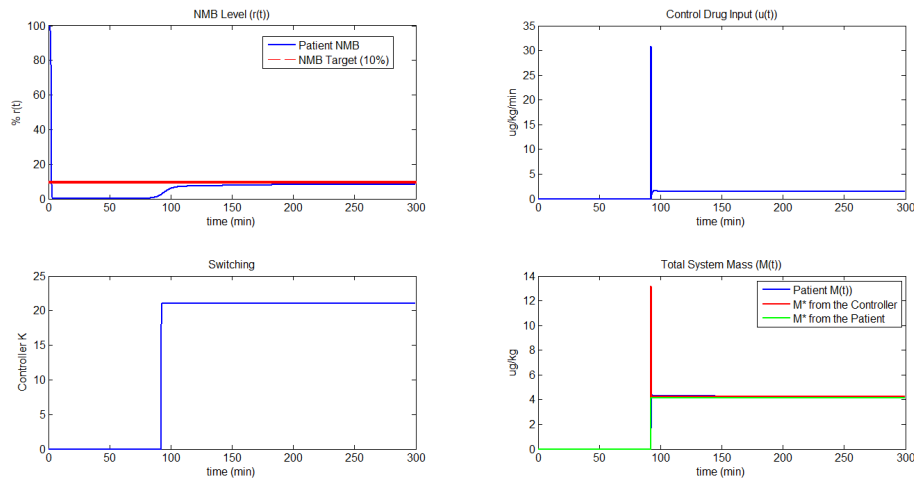 NMB Level (r(t))
% r(t)
100
80
60
40
20
0
Patient NMB
NMB Target (10%)
0 50 100 150 200 250 300
time (min)
Control Drug Input (u(t))
ug/kg/min
35
30
25
20
15
10
5
0
0 50 100 150 200 250 300
time (min)
Switching
Controller K
25
20
15
10
5
0
0 50 100 150 200 250 300
time (min)
Total System Mass (M(t))
ug/kg
14
12
10
8
6
4
2
0
Patient M(t))
M* from the Controller
M* from the Patient
0 50 100 150 200 250 300
time (min)